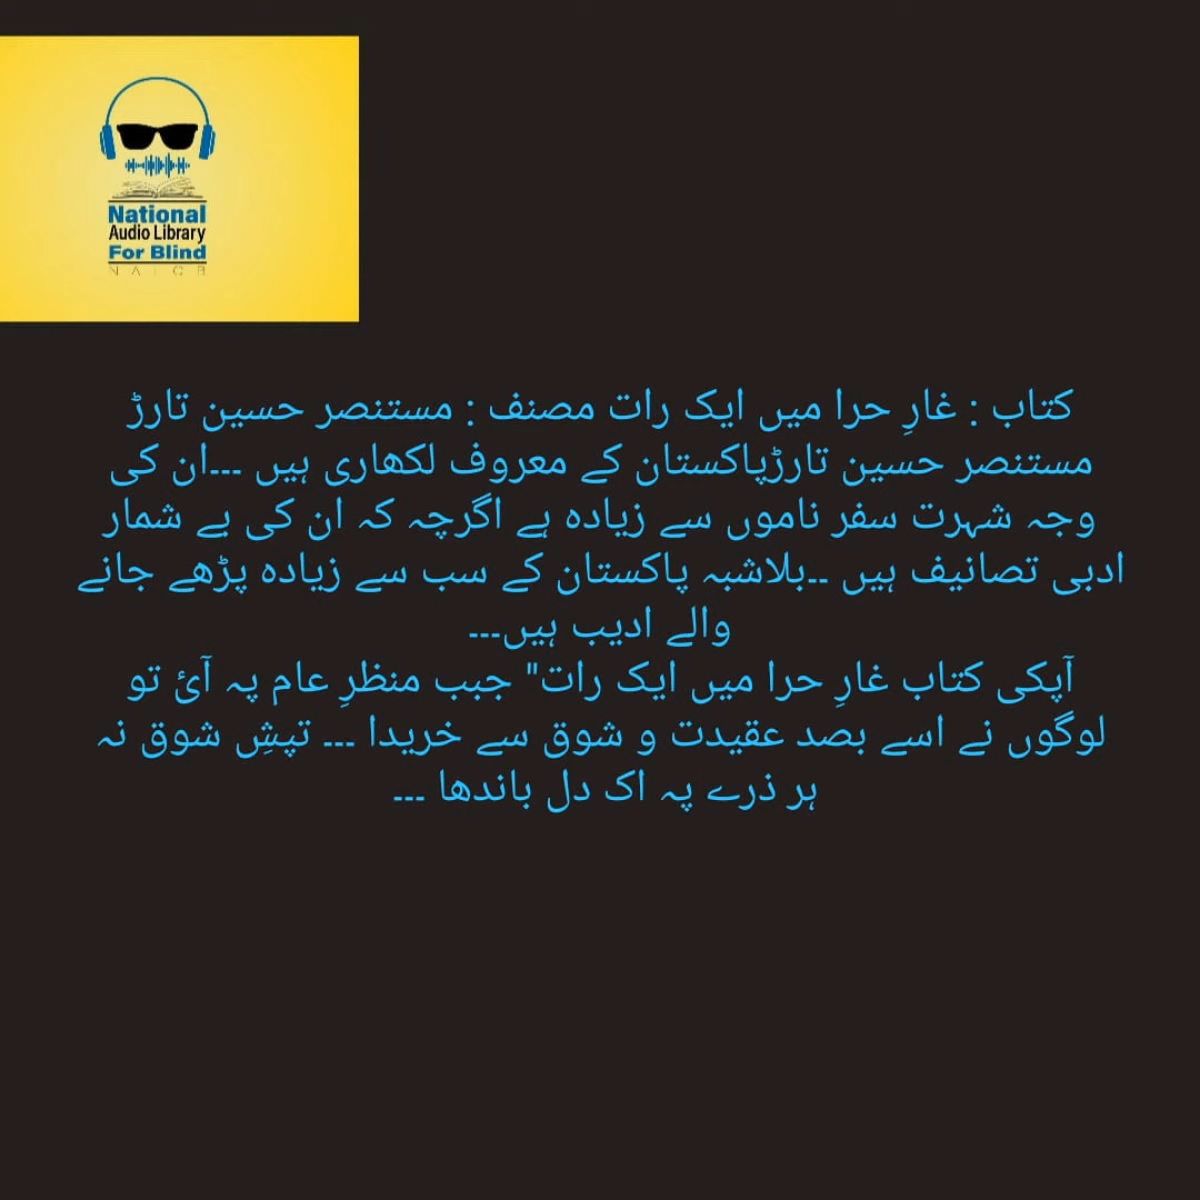 National
Audio Library
For Blind
N A L C B
کتاب : غارِ حرا میں ایک رات مصنف : مستنصر حسین تارڑ
مستنصر حسین تارڑپاکستان کے معروف لکھاری ہیں ---ان کی
وجہ شہرت سفر ناموں سے زیادہ ہے اگرچہ کہ ان کی بے شمار
ادبی تصانیف ہیں --بلاشبہ پاکستان کے سب سے زیادہ پڑھے جانے
والے ادیب ہیں---
آپکی کتاب غارِ حرا میں ایک رات" جبب منظرِ عام پہ آئ تو
لوگوں نے اسے بصد عقیدت و شوق سے خریدا --- تپشِ شوق نہ
ہر ذرے پہ اک دل باندھا ---